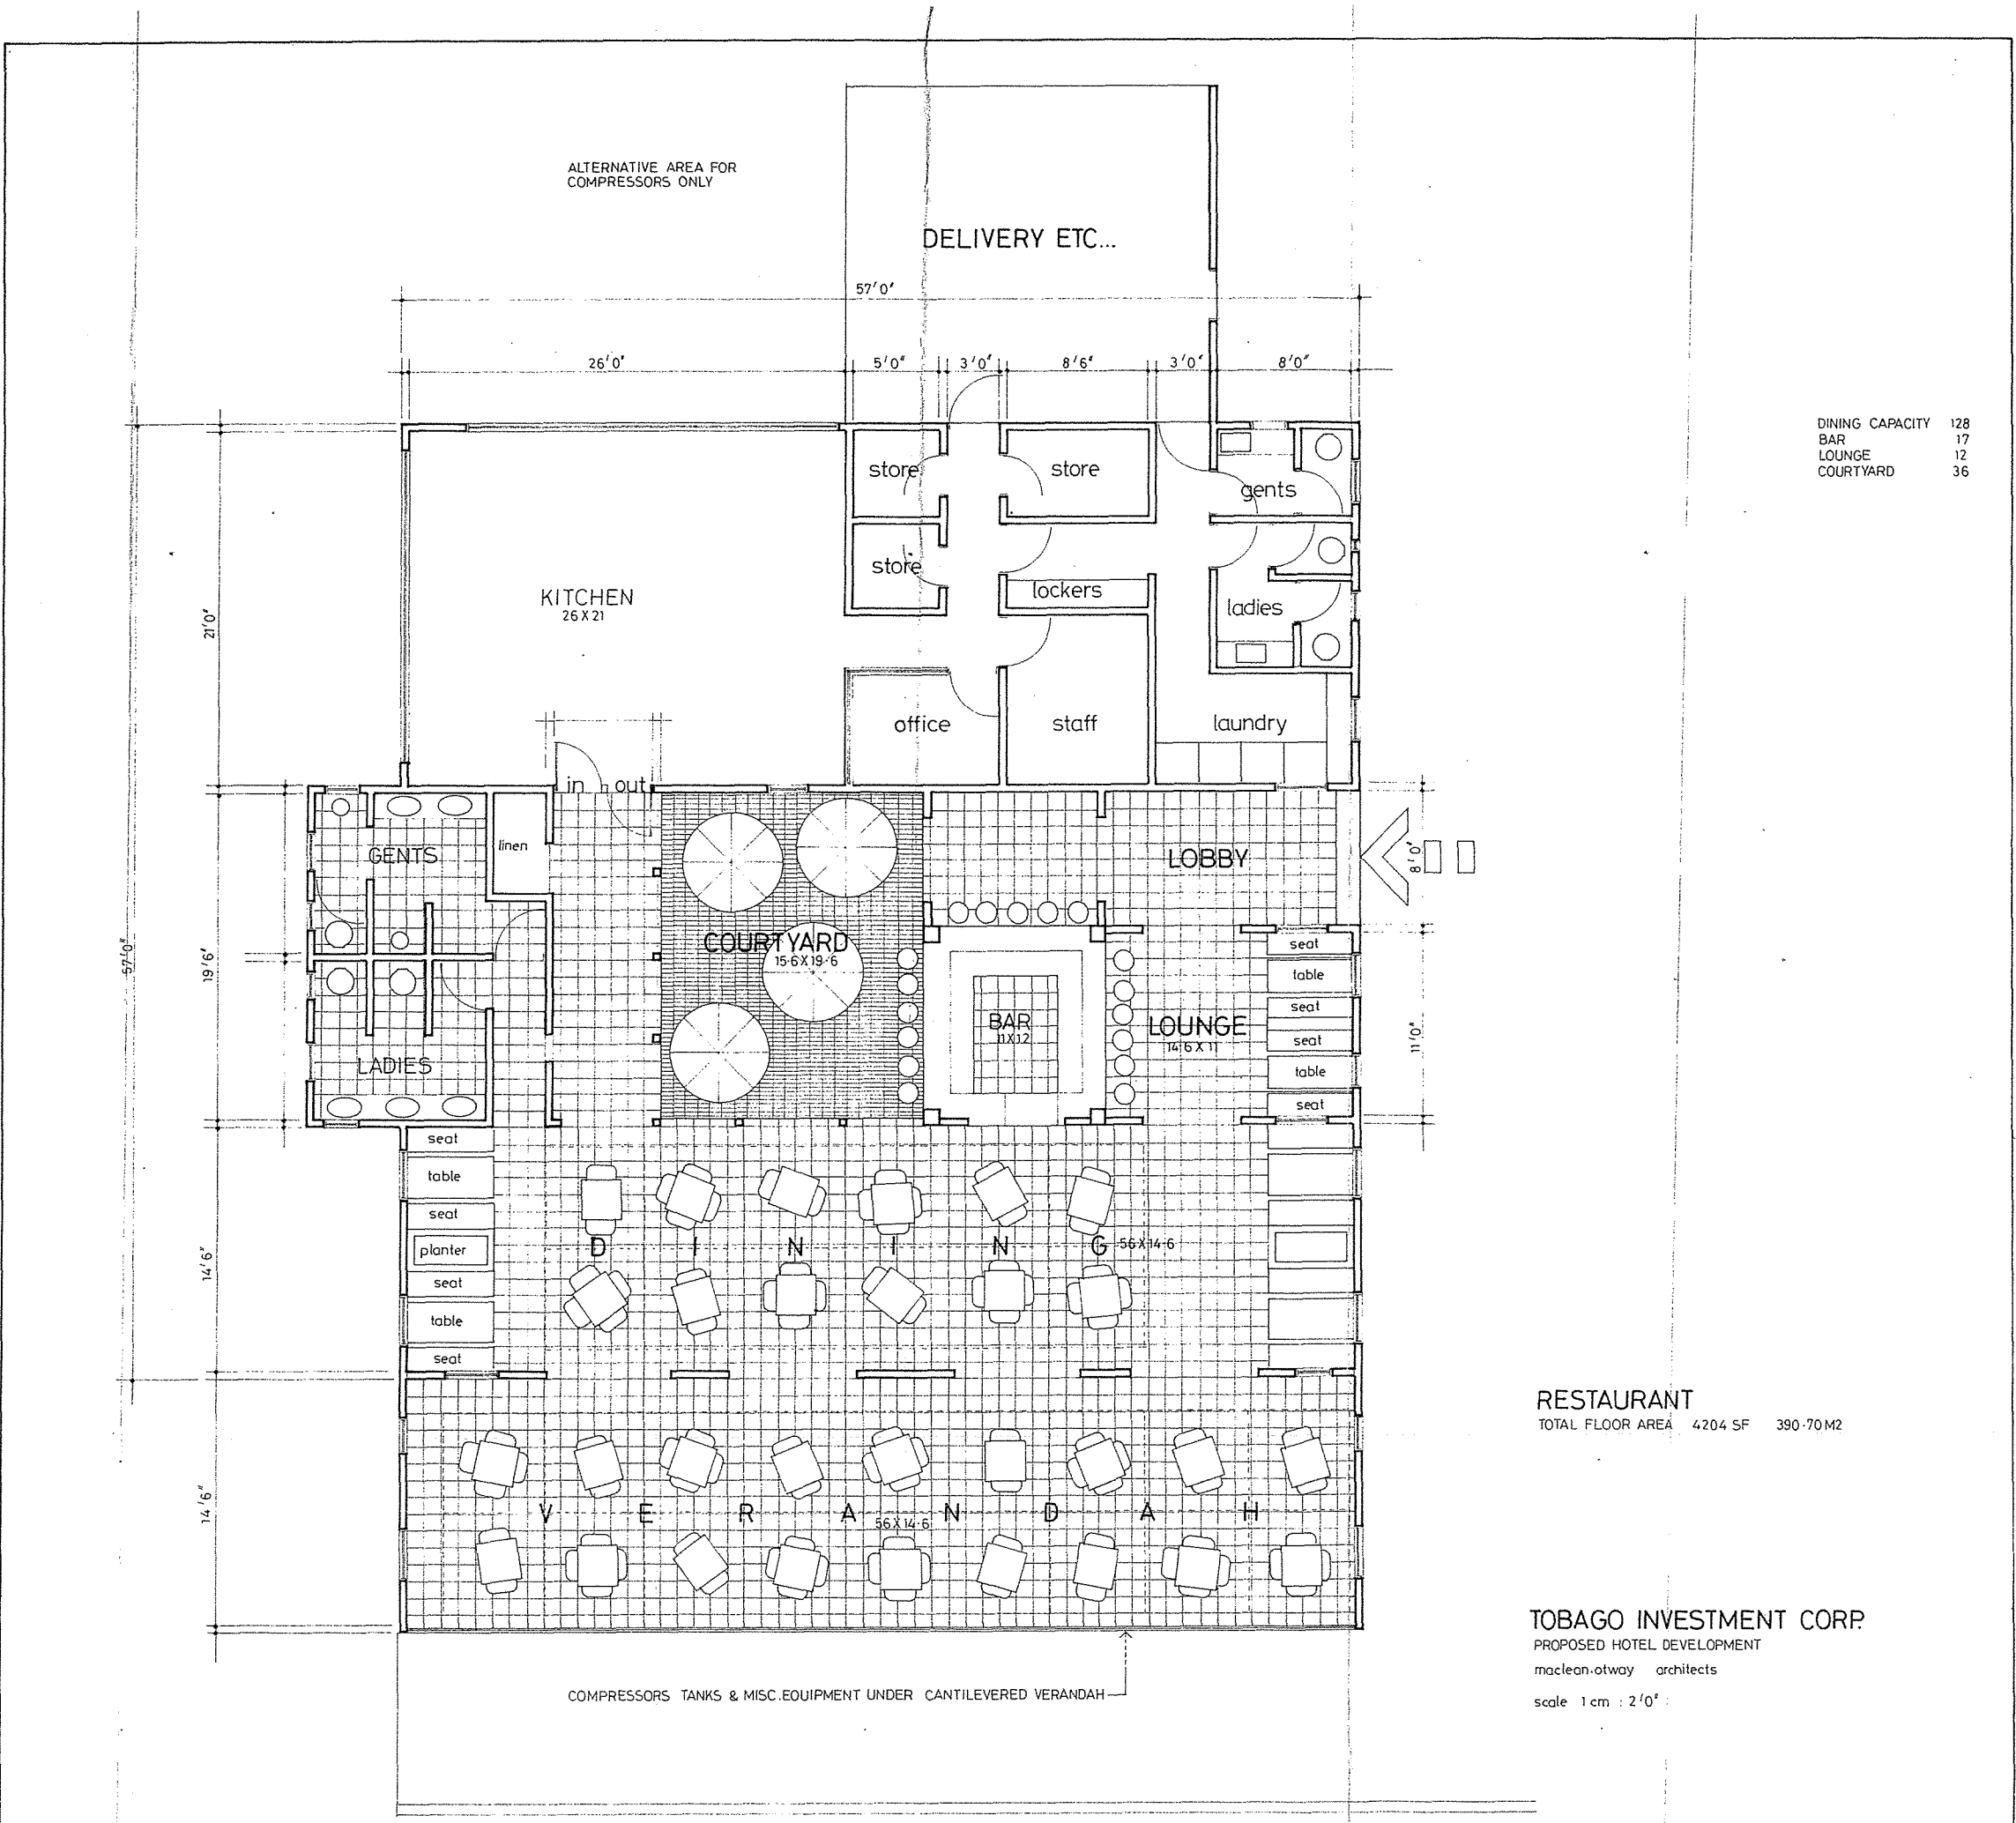 ALTERNATIVE AREA FOR
COMPRESSORS ONLY
DELIVERY ETC...
57'0"
26'0" 5'0" 3'0" 8'6" 3'0" 8'0"
DINING CAPACITY 128
BAR 17
LOUNGE 12
COURTYARD 36
store
store
gents
store
lockers
ladies
KITCHEN
26 X 21
21'0"
office
staff
laundry
in out
linen
GENTS
LOBBY
8'0"
COURTYARD
15·6 X 19·6
57'0"
19'6"
seat
table
seat
seat
table
seat
BAR
11 X 12
LOUNGE
14·6 X 11
11'0"
LADIES
seat
table
seat
planter
seat
table
seat
14'6"
DINING 56 X 14·6
RESTAURANT
TOTAL FLOOR AREA 4204 SF 390·70 M2
14'6"
VERANDAH
56 X 14·6
TOBAGO INVESTMENT CORP.
PROPOSED HOTEL DEVELOPMENT
maclean·otway architects
scale 1 cm : 2'0"
COMPRESSORS TANKS & MISC. EQUIPMENT UNDER CANTILEVERED VERANDAH